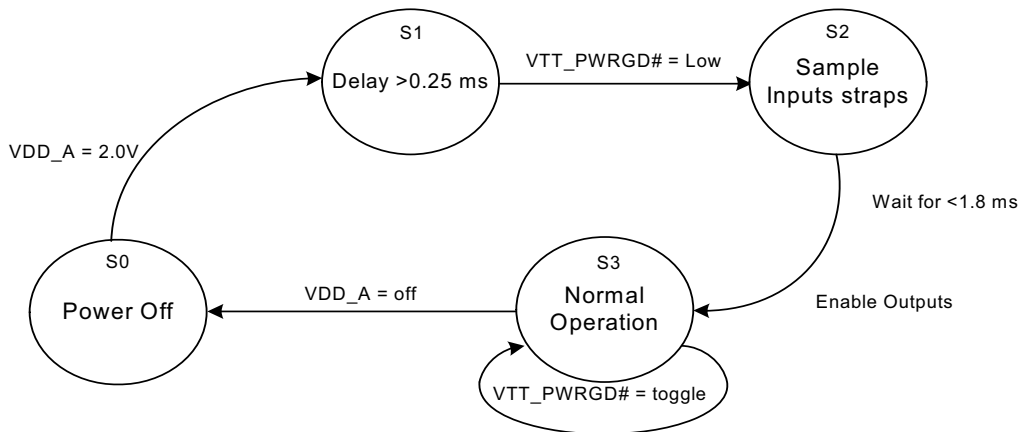 S1
Delay >0.25 ms
VTT_PWRGD# = Low
S2
Sample
Inputs straps
VDD_A = 2.0V
Wait for <1.8 ms
S0
Power Off
VDD_A = off
S3
Normal
Operation
Enable Outputs
VTT_PWRGD# = toggle